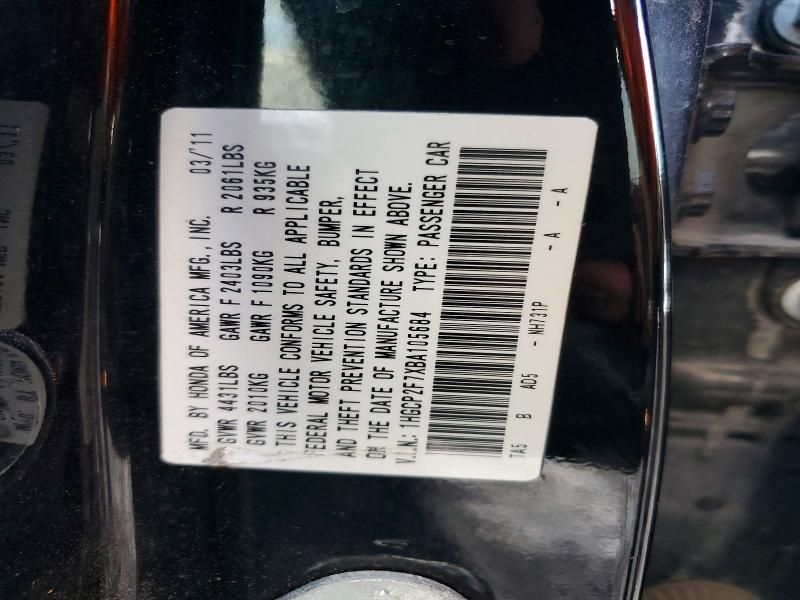 MFD. BY HONDA OF AMERICA MFG., INC. 03/11
GVWR 4431LBS GAWR F 2403LBS R 2061LBS
GVWR 2010KG GAWR F 1090KG R 935KG
THIS VEHICLE CONFORMS TO ALL APPLICABLE
FEDERAL MOTOR VEHICLE SAFETY, BUMPER,
AND THEFT PREVENTION STANDARDS IN EFFECT
ON THE DATE OF MANUFACTURE SHOWN ABOVE.
V.I.N.: 1HGCP2F7XBA105684 TYPE: PASSENGER CAR
TA5 B AD5 - NH731P - A - A